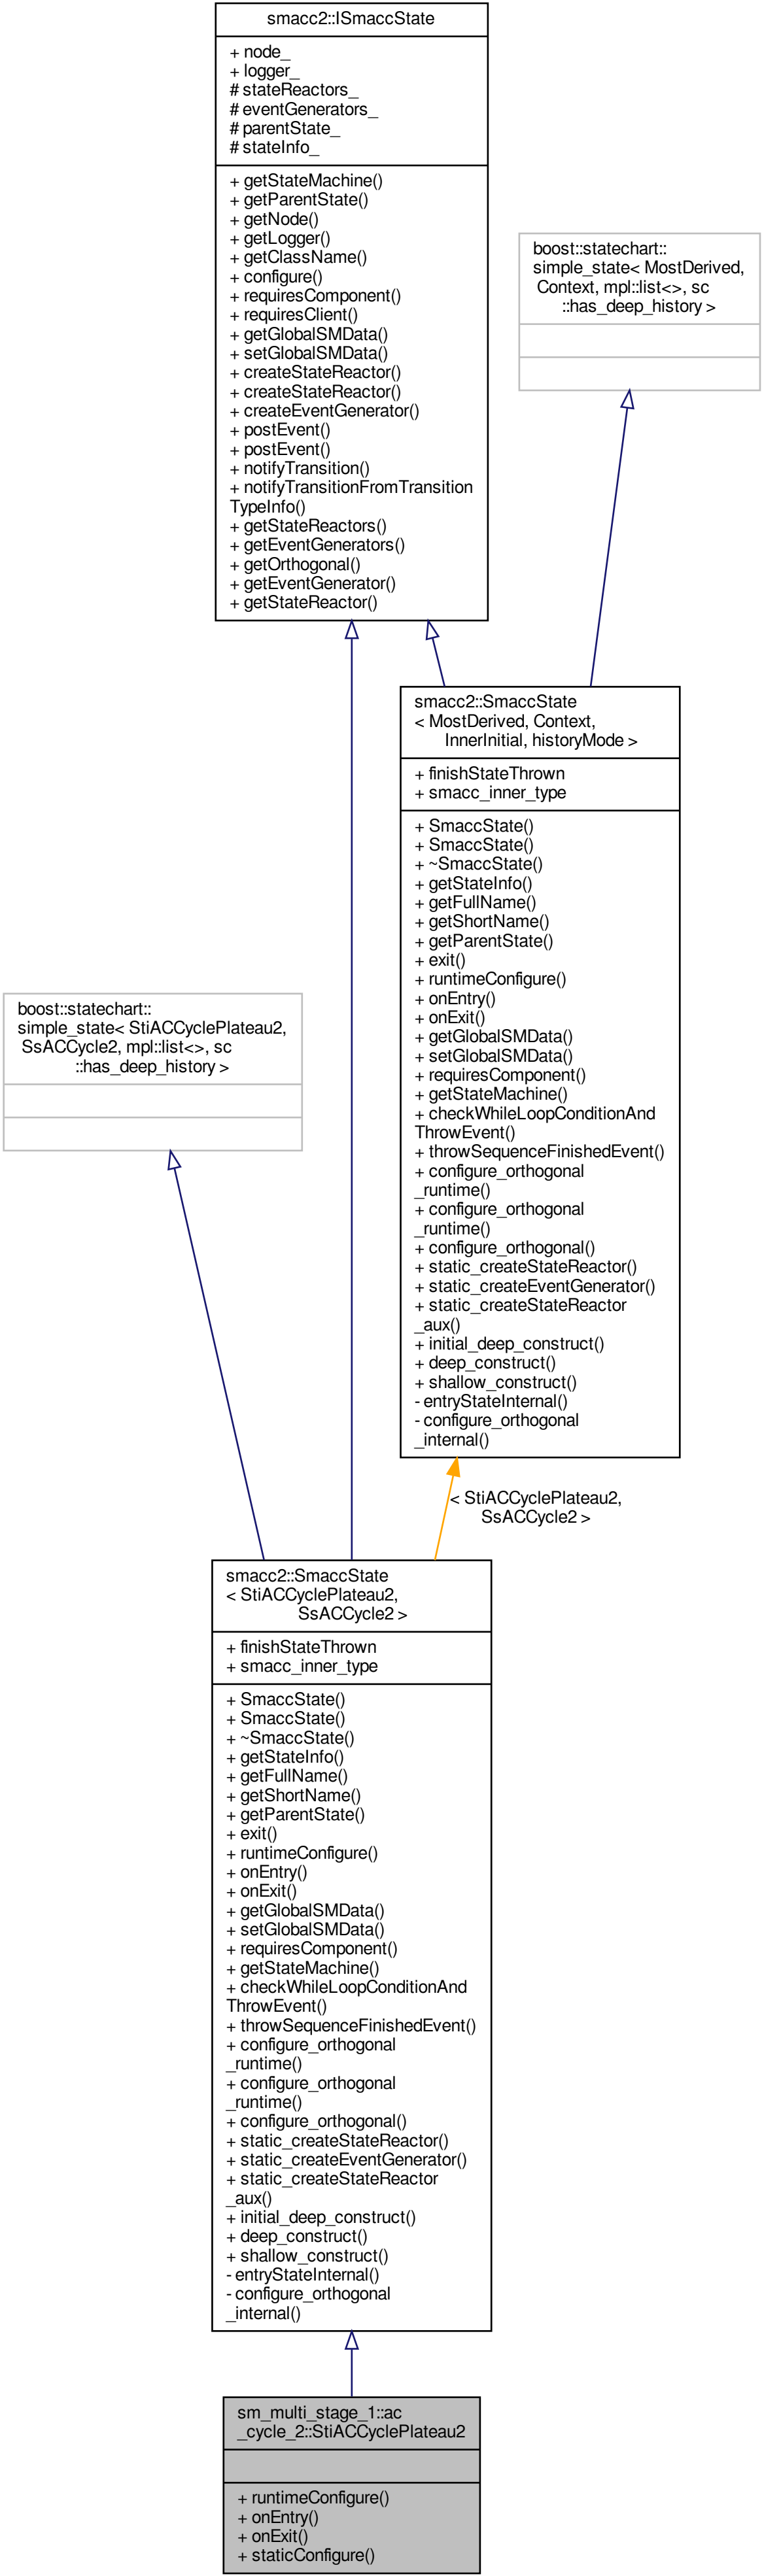 smacc2::ISmaccState
+ node_
+ logger_
# stateReactors_
# eventGenerators_
# parentState_
# stateInfo_
+ getStateMachine()
+ getParentState()
+ getNode()
+ getLogger()
+ getClassName()
+ configure()
+ requiresComponent()
+ requiresClient()
+ getGlobalSMData()
+ setGlobalSMData()
+ createStateReactor()
+ createStateReactor()
+ createEventGenerator()
+ postEvent()
+ postEvent()
+ notifyTransition()
+ notifyTransitionFromTransition
TypeInfo()
+ getStateReactors()
+ getEventGenerators()
+ getOrthogonal()
+ getEventGenerator()
+ getStateReactor()
boost::statechart::
simple_state< MostDerived,
Context, mpl::list<>, sc
::has_deep_history >
smacc2::SmaccState
< MostDerived, Context,
InnerInitial, historyMode >
+ finishStateThrown
+ smacc_inner_type
+ SmaccState()
+ SmaccState()
+ ~SmaccState()
+ getStateInfo()
+ getFullName()
+ getShortName()
+ getParentState()
+ exit()
+ runtimeConfigure()
+ onEntry()
+ onExit()
+ getGlobalSMData()
+ setGlobalSMData()
+ requiresComponent()
+ getStateMachine()
+ checkWhileLoopConditionAnd
ThrowEvent()
+ throwSequenceFinishedEvent()
+ configure_orthogonal
_runtime()
+ configure_orthogonal
_runtime()
+ configure_orthogonal()
+ static_createStateReactor()
+ static_createEventGenerator()
+ static_createStateReactor
_aux()
+ initial_deep_construct()
+ deep_construct()
+ shallow_construct()
- entryStateInternal()
- configure_orthogonal
_internal()
boost::statechart::
simple_state< StiACCyclePlateau2,
SsACCycle2, mpl::list<>, sc
::has_deep_history >
< StiACCyclePlateau2,
SsACCycle2 >
smacc2::SmaccState
< StiACCyclePlateau2,
SsACCycle2 >
+ finishStateThrown
+ smacc_inner_type
+ SmaccState()
+ SmaccState()
+ ~SmaccState()
+ getStateInfo()
+ getFullName()
+ getShortName()
+ getParentState()
+ exit()
+ runtimeConfigure()
+ onEntry()
+ onExit()
+ getGlobalSMData()
+ setGlobalSMData()
+ requiresComponent()
+ getStateMachine()
+ checkWhileLoopConditionAnd
ThrowEvent()
+ throwSequenceFinishedEvent()
+ configure_orthogonal
_runtime()
+ configure_orthogonal
_runtime()
+ configure_orthogonal()
+ static_createStateReactor()
+ static_createEventGenerator()
+ static_createStateReactor
_aux()
+ initial_deep_construct()
+ deep_construct()
+ shallow_construct()
- entryStateInternal()
- configure_orthogonal
_internal()
sm_multi_stage_1::ac
_cycle_2::StiACCyclePlateau2
+ runtimeConfigure()
+ onEntry()
+ onExit()
+ staticConfigure()